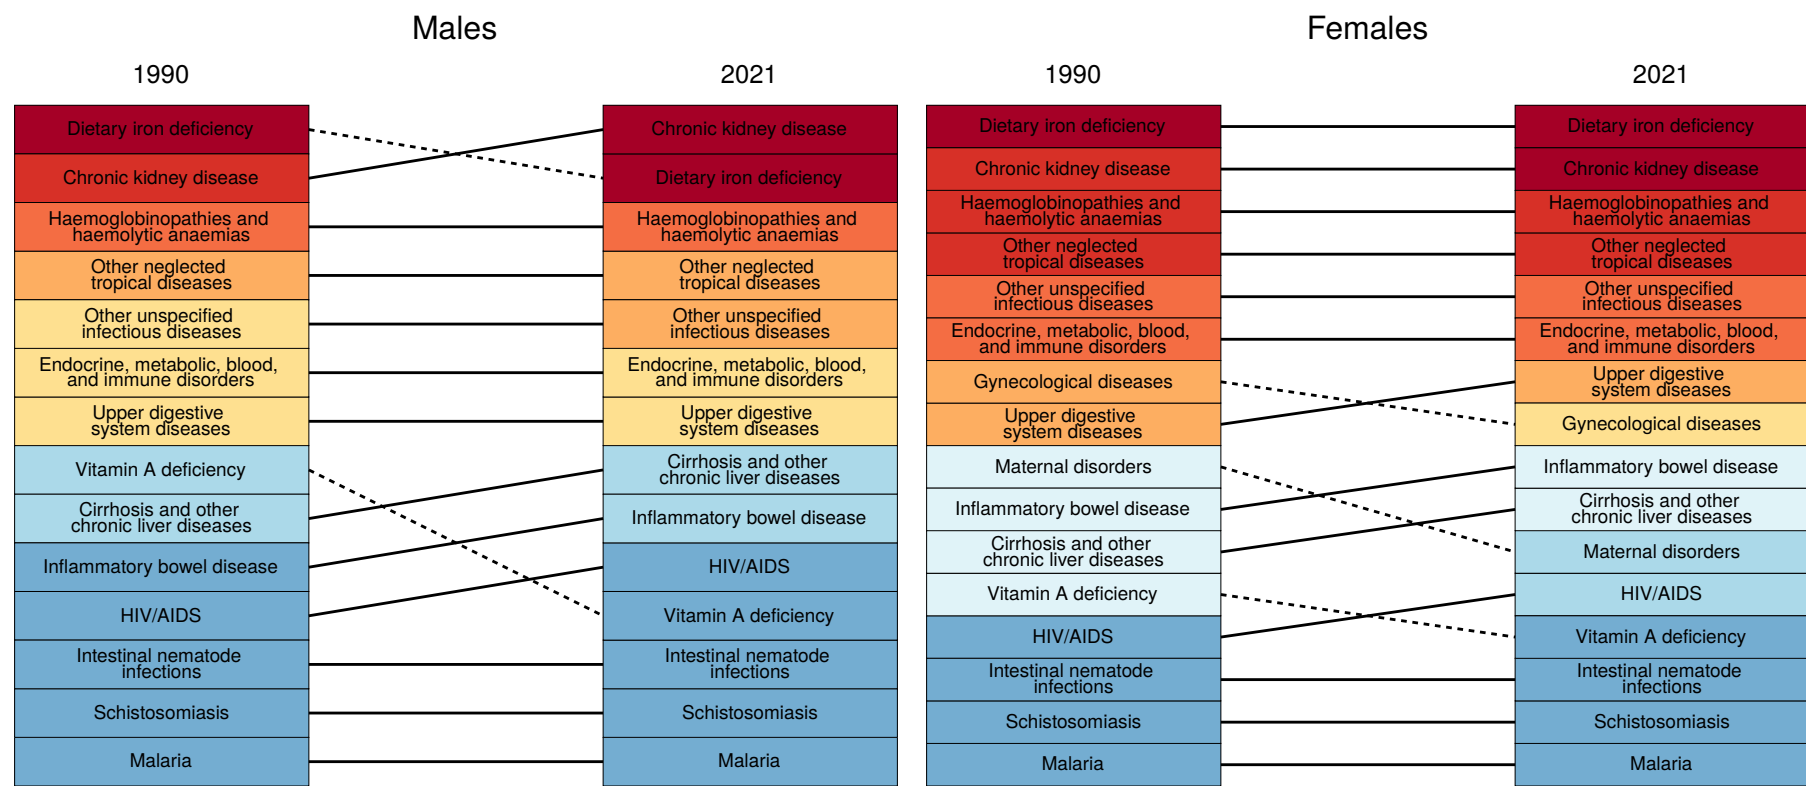 Males
1990
2021
Dietary iron deficiency
Chronic kidney disease
Haemoglobinopathies and
haemolytic anaemias
Other neglected
tropical diseases
Other unspecified
infectious diseases
Endocrine, metabolic, blood,
and immune disorders
Upper digestive
system diseases
Vitamin A deficiency
Cirrhosis and other
chronic liver diseases
Inflammatory bowel disease
HIV/AIDS
Intestinal nematode
infections
Schistosomiasis
Malaria
Chronic kidney disease
Dietary iron deficiency
Haemoglobinopathies and
haemolytic anaemias
Other neglected
tropical diseases
Other unspecified
infectious diseases
Endocrine, metabolic, blood,
and immune disorders
Upper digestive
system diseases
Cirrhosis and other
chronic liver diseases
Inflammatory bowel disease
HIV/AIDS
Vitamin A deficiency
Intestinal nematode
infections
Schistosomiasis
Malaria
Females
1990
2021
Dietary iron deficiency
Chronic kidney disease
Haemoglobinopathies and
haemolytic anaemias
Other neglected
tropical diseases
Other unspecified
infectious diseases
Endocrine, metabolic, blood,
and immune disorders
Gynecological diseases
Upper digestive
system diseases
Maternal disorders
Inflammatory bowel disease
Cirrhosis and other
chronic liver diseases
Vitamin A deficiency
HIV/AIDS
Intestinal nematode
infections
Schistosomiasis
Malaria
Dietary iron deficiency
Chronic kidney disease
Haemoglobinopathies and
haemolytic anaemias
Other neglected
tropical diseases
Other unspecified
infectious diseases
Endocrine, metabolic, blood,
and immune disorders
Upper digestive
system diseases
Gynecological diseases
Inflammatory bowel disease
Cirrhosis and other
chronic liver diseases
Maternal disorders
HIV/AIDS
Vitamin A deficiency
Intestinal nematode
infections
Schistosomiasis
Malaria